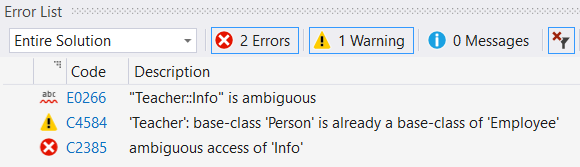 Error List
Entire Solution 2 Errors 1 Warning 0 Messages
Code Description
abc E0266 "Teacher::Info" is ambiguous
C4584 'Teacher': base-class 'Person' is already a base-class of 'Employee'
C2385 ambiguous access of 'Info'